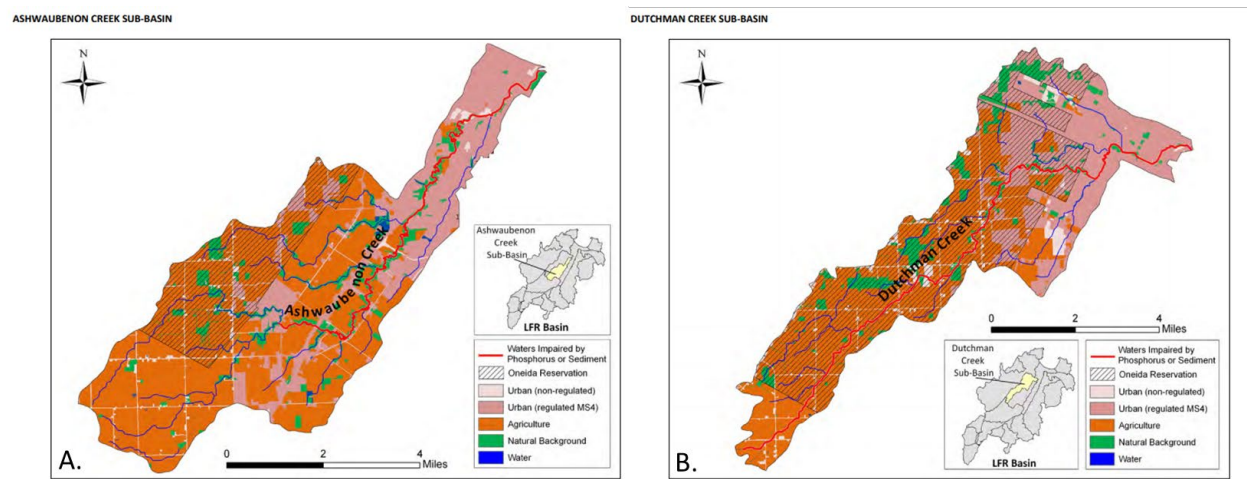 ASHWAUBENON CREEK SUB-BASIN
N
Ashwaubenon Creek
Ashwaubenon
Creek
Sub-Basin
LFR Basin
Waters Impaired by
Phosphorus or Sediment
Oneida Reservation
Urban (non-regulated)
Urban (regulated MS4)
Agriculture
Natural Background
Water
0 2 4
Miles
A.
DUTCHMAN CREEK SUB-BASIN
N
Dutchman Creek
0 2 4
Miles
Dutchman
Creek
Sub-Basin
LFR Basin
Waters Impaired by
Phosphorus or Sediment
Oneida Reservation
Urban (non-regulated)
Urban (regulated MS4)
Agriculture
Natural Background
Water
B.